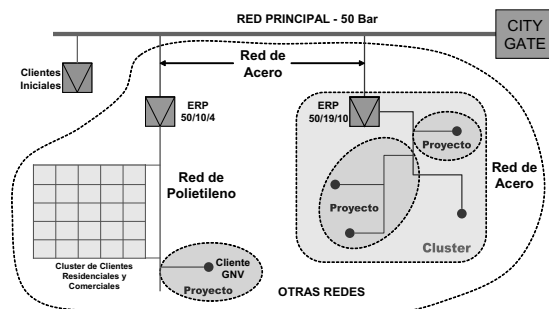 RED PRINCIPAL - 50 Bar
CITY
GATE
Clientes
Iniciales
Red de
Acero
ERP
50/10/4
ERP
50/19/10
Proyecto
Red de
Polietileno
Red de
Acero
Proyecto
Cluster
Cliente
GNV
Proyecto
Cluster de Clientes
Residenciales y
Comerciales
OTRAS REDES